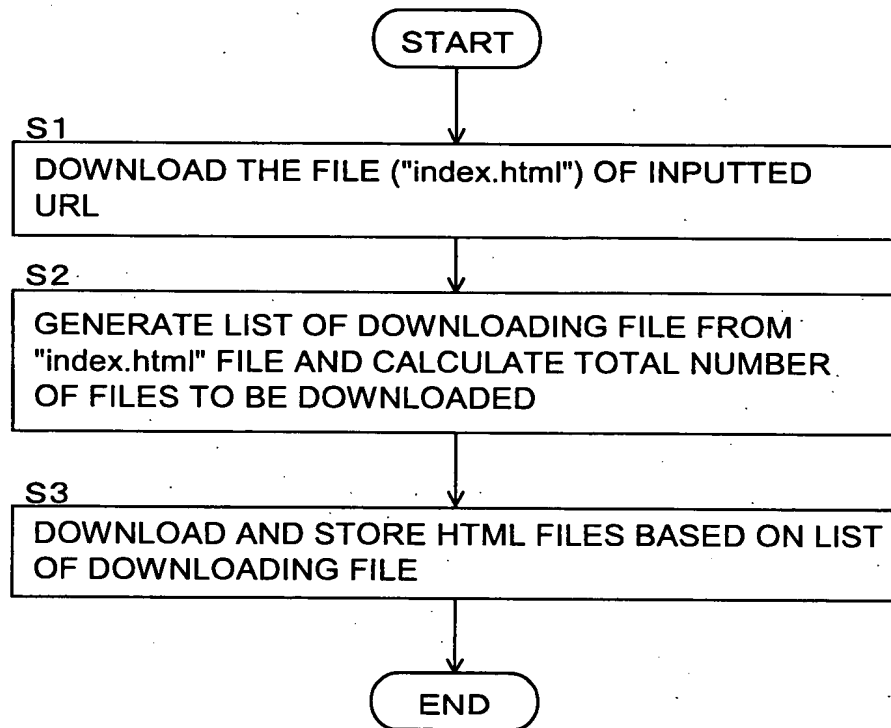 START
S1
DOWNLOAD THE FILE ("index.html") OF INPUTTED
URL
S2
GENERATE LIST OF DOWNLOADING FILE FROM
"index.html" FILE AND CALCULATE TOTAL NUMBER
OF FILES TO BE DOWNLOADED
S3
DOWNLOAD AND STORE HTML FILES BASED ON LIST
OF DOWNLOADING FILE
END